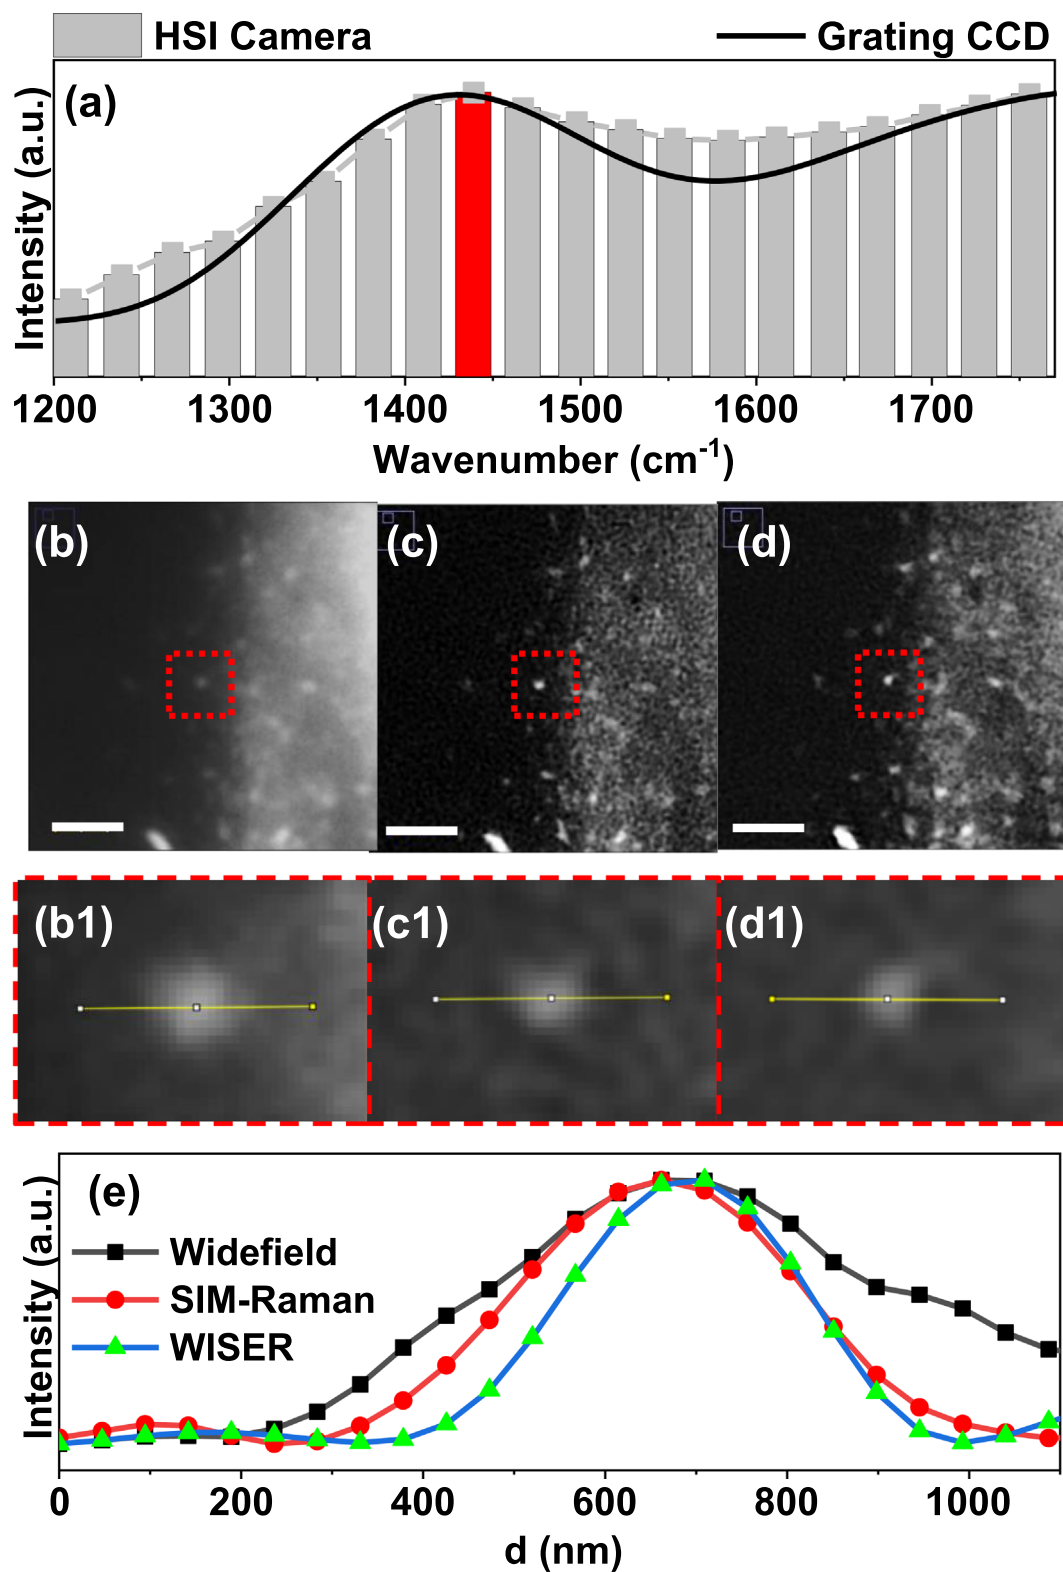 HSI Camera
Grating CCD
(a)
Intensity (a.u.)
1200 1300 1400 1500 1600 1700
Wavenumber (cm⁻¹)
(b) (c) (d)
(b1) (c1) (d1)
(e)
Widefield
SIM-Raman
WISER
Intensity (a.u.)
0 200 400 600 800 1000
d (nm)